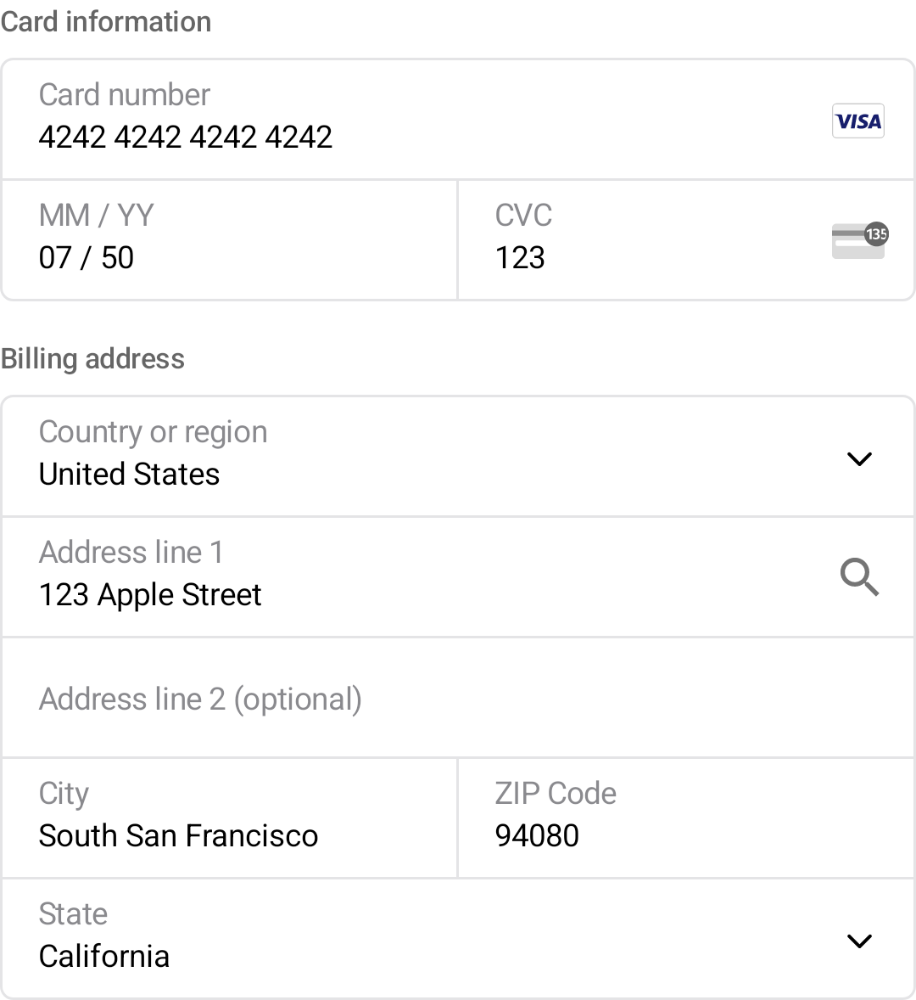 Card information
Card number
4242 4242 4242 4242
VISA
MM / YY
07 / 50
CVC
123
135
Billing address
Country or region
United States
Address line 1
123 Apple Street
Address line 2 (optional)
City
South San Francisco
ZIP Code
94080
State
California